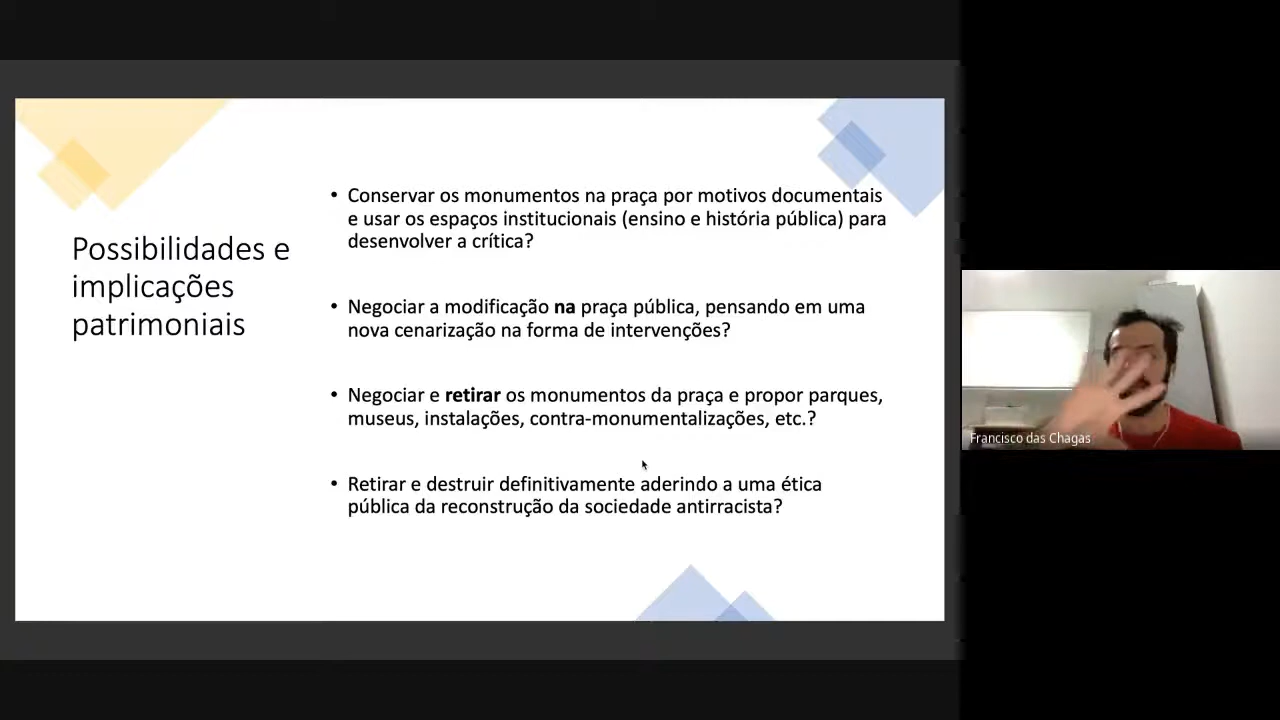 Possibilidades e
implicações
patrimoniais
• Conservar os monumentos na praça por motivos documentais
e usar os espaços institucionais (ensino e história pública) para
desenvolver a crítica?
• Negociar a modificação na praça pública, pensando em uma
nova cenarização na forma de intervenções?
• Negociar e retirar os monumentos da praça e propor parques,
museus, instalações, contra-monumentalizações, etc.?
• Retirar e destruir definitivamente aderindo a uma ética
pública da reconstrução da sociedade antirracista?
Francisco das Chagas